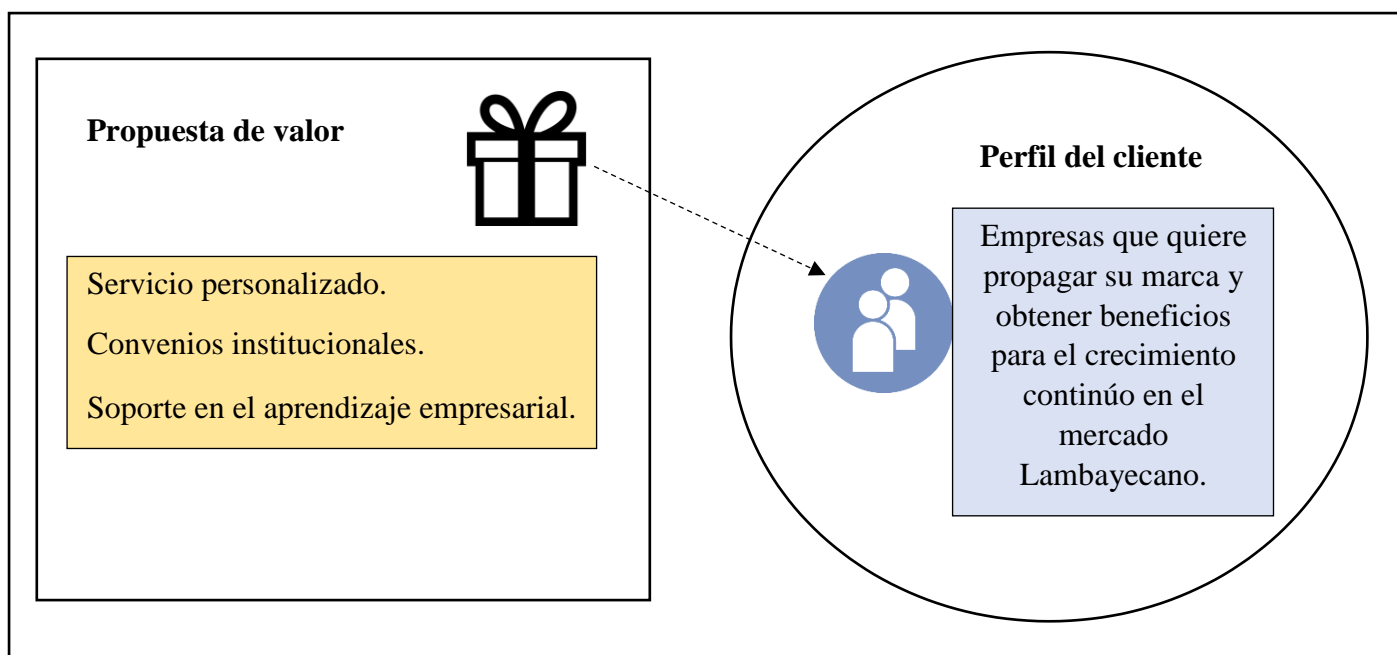 Propuesta de valor
Servicio personalizado.
Convenios institucionales.
Soporte en el aprendizaje empresarial.
Perfil del cliente
Empresas que quiere
propagar su marca y
obtener beneficios
para el crecimiento
continúo en el
mercado
Lambayecano.